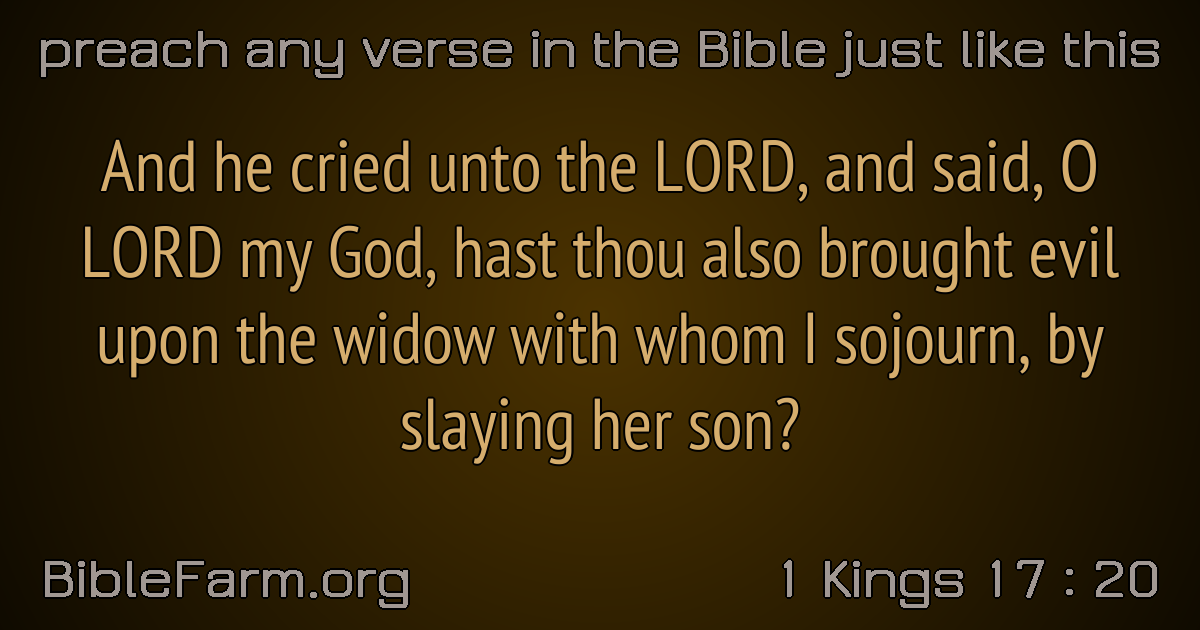 preach any verse in the Bible just like this
And he cried unto the LORD, and said, O
LORD my God, hast thou also brought evil
upon the widow with whom I sojourn, by
slaying her son?
BibleFarm.org
1 Kings 17 : 20